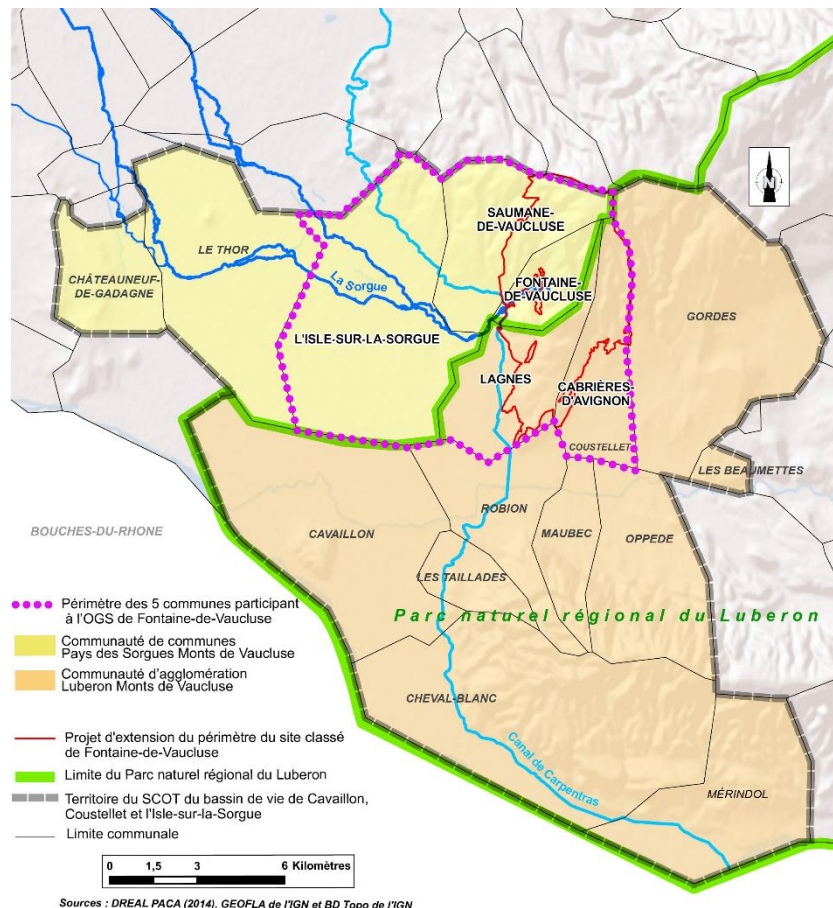 N
SAUMANE-
DE-VAUCLUSE
LE THOR
CHÂTEAUNEUF-
DE-GADAGNE
La Sorgue
FONTAINE-
DE-VAUCLUSE
GORDES
L'ISLE-SUR-LA-SORGUE
LAGNES
CABRIÈRES-
D'AVIGNON
COUSTELLET
LES BEAUMETTES
ROBION
BOUCHES-DU-RHONE
CAVAILLON
MAUBEC
OPPEDE
LES TAILLADES
Parc naturel régional du Luberon
CHEVAL-BLANC
Canal de Carpentras
MÉRINDOL
Périmètre des 5 communes participant
à l'OGS de Fontaine-de-Vaucluse
Communauté de communes
Pays des Sorgues Monts de Vaucluse
Communauté d'agglomération
Luberon Monts de Vaucluse
Projet d'extension du périmètre du site classé
de Fontaine-de-Vaucluse
Limite du Parc naturel régional du Luberon
Territoire du SCOT du bassin de vie de Cavaillon,
Coustellet et l'Isle-sur-la-Sorgue
Limite communale
0 1,5 3 6 Kilomètres
Sources : DREAL PACA (2014), GEOFLA de l'IGN et BD Topo de l'IGN